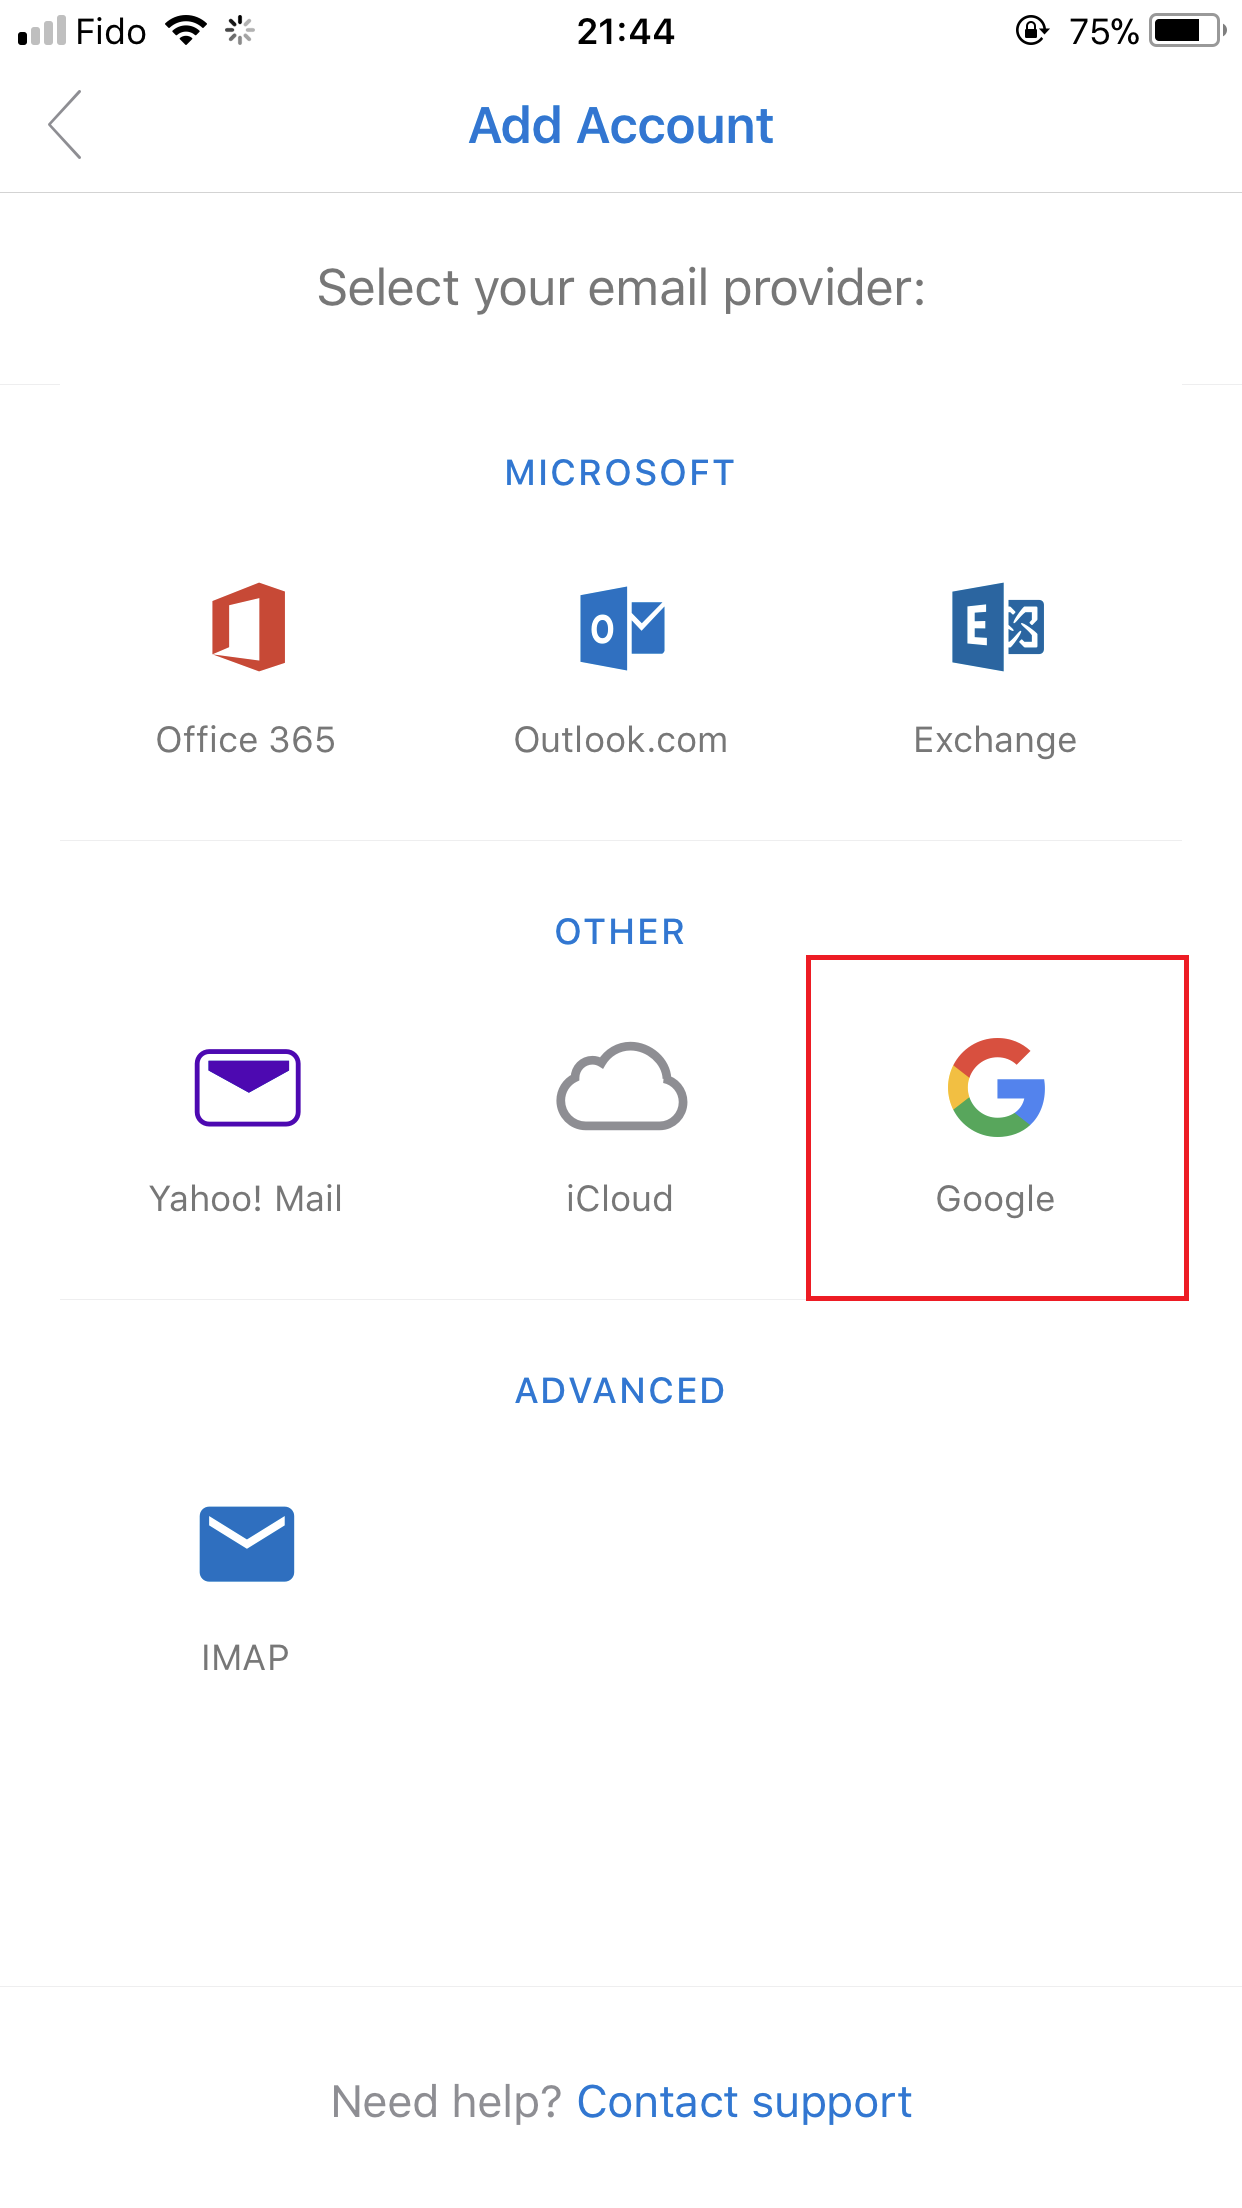 Fido 21:44 75%
Add Account
Select your email provider:
MICROSOFT
Office 365 Outlook.com Exchange
OTHER
Yahoo! Mail iCloud Google
ADVANCED
IMAP
Need help? Contact support